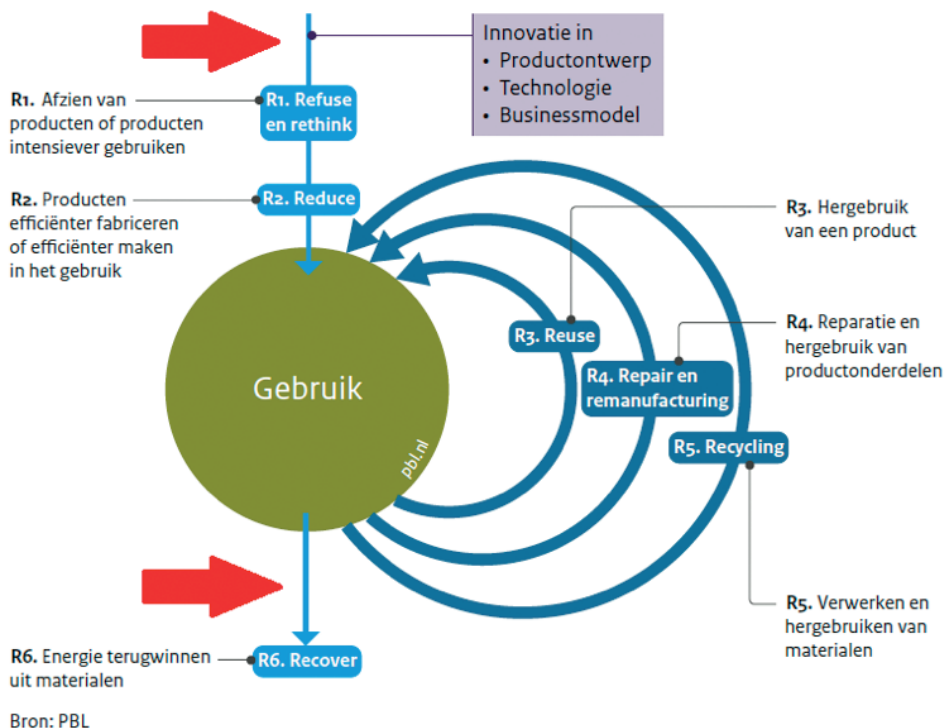 Innovatie in
• Productontwerp
• Technologie
• Businessmodel
R1. Afzien van
producten of producten
intensiever gebruiken
R1. Refuse
en rethink
R2. Producten
efficiënter fabriceren
of efficiënter maken
in het gebruik
R2. Reduce
R3. Hergebruik
van een product
R3. Reuse
R4. Reparatie en
hergebruik van
productonderdelen
R4. Repair en
remanufacturing
Gebruik
pbl.nl
R5. Recycling
R5. Verwerken en
hergebruiken van
materialen
R6. Energie terugwinnen
uit materialen
R6. Recover
Bron: PBL